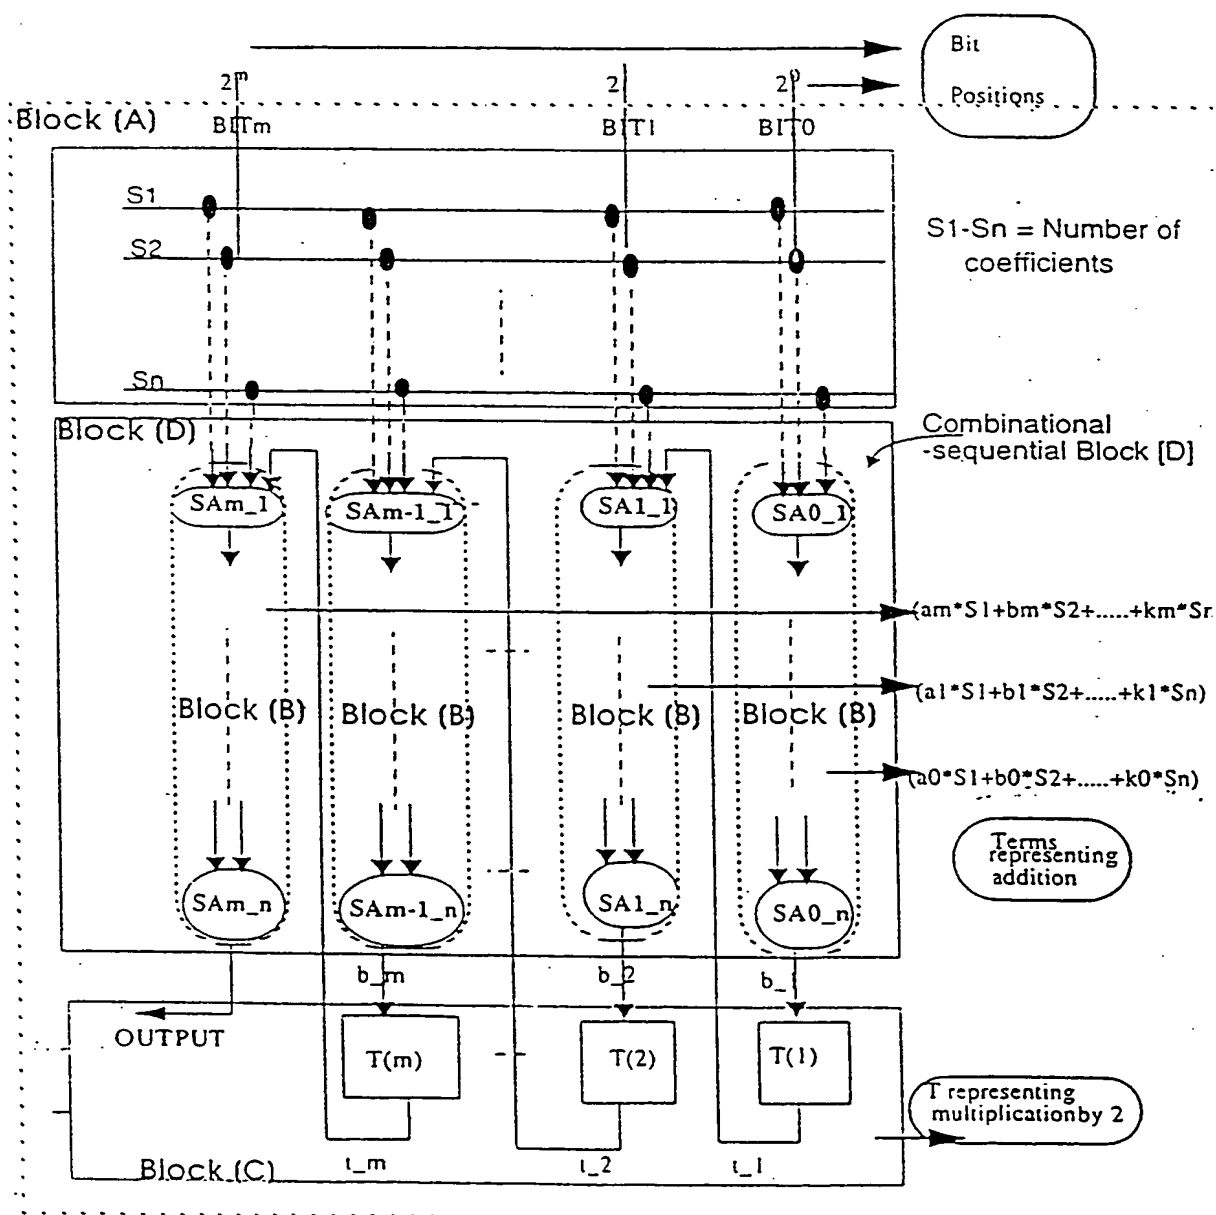 Bit
Positions
2^m
2
2^0
Block (A)
BITm
BIT1
BIT0
S1
S2
Sn
S1-Sn = Number of
coefficients
Block (D)
Combinational
-sequential Block [D]
SAm_1
SAm-1_1
SA1_1
SA0_1
(am*S1+bm*S2+.....+km*Sn
(a1*S1+b1*S2+.....+k1*Sn)
Block (B)
Block (B)
Block (B)
Block (B)
(a0*S1+b0*S2+.....+k0*Sn)
Terms
representing
addition
SAm_n
SAm-1_n
SA1_n
SA0_n
b_m
b_2
b_
OUTPUT
T(m)
T(2)
T(1)
T representing
multiplication by 2
Block (C)
t_m
t_2
t_1